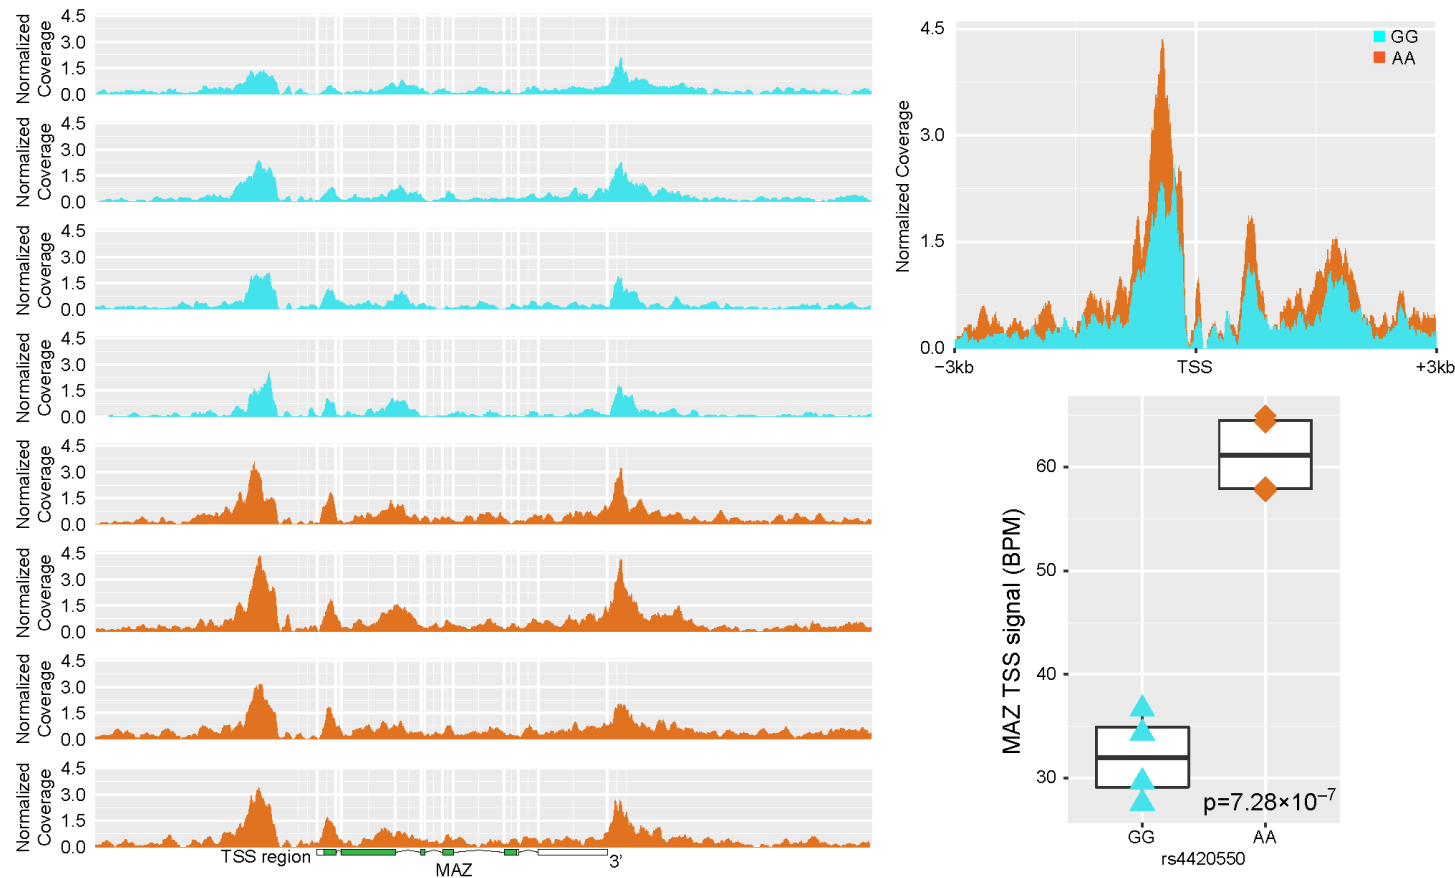 Normalized
Coverage
4.5
3.0
1.5
0.0
Normalized
Coverage
4.5
3.0
1.5
0.0
Normalized
Coverage
4.5
3.0
1.5
0.0
Normalized
Coverage
4.5
3.0
1.5
0.0
Normalized
Coverage
4.5
3.0
1.5
0.0
Normalized
Coverage
4.5
3.0
1.5
0.0
Normalized
Coverage
4.5
3.0
1.5
0.0
Normalized
Coverage
4.5
3.0
1.5
0.0
TSS region
3'
MAZ
Normalized Coverage
4.5
3.0
1.5
0.0
GG
AA
−3kb
TSS
+3kb
MAZ TSS signal (BPM)
60
50
40
30
p=7.28×10⁻⁷
GG
AA
rs4420550